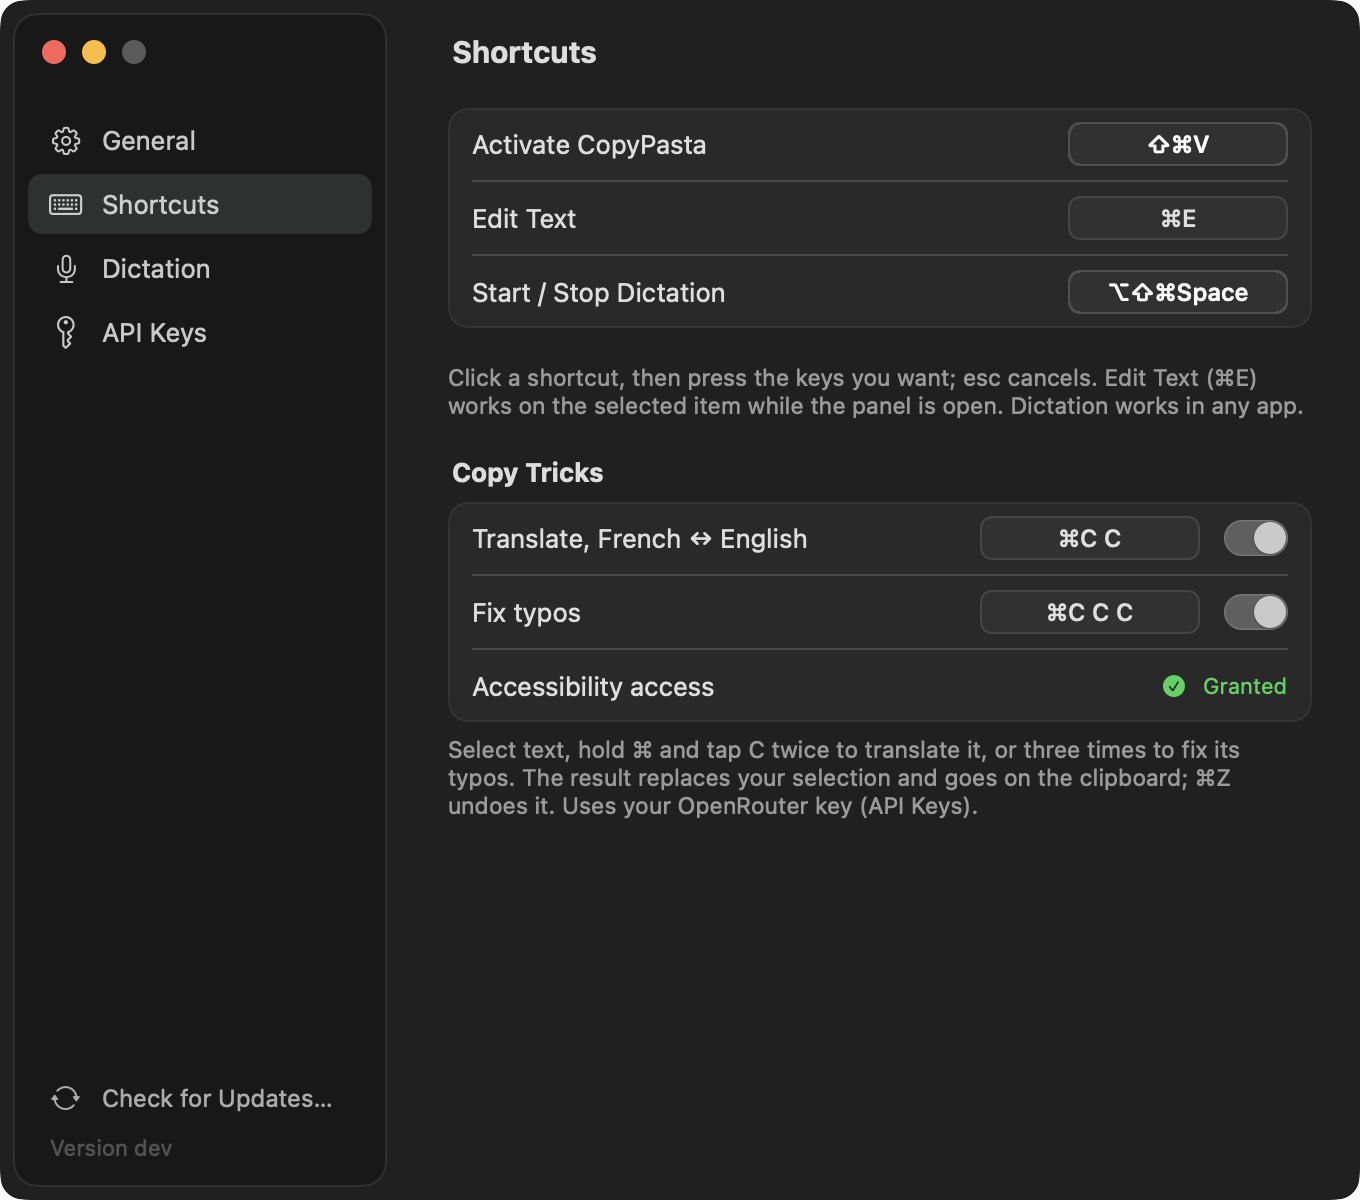 Shortcuts
General
Shortcuts
Dictation
API Keys
Check for Updates...
Version dev
Activate CopyPasta
⇧⌘V
Edit Text
⌘E
Start / Stop Dictation
⌥⇧⌘Space
Click a shortcut, then press the keys you want; esc cancels. Edit Text (⌘E)
works on the selected item while the panel is open. Dictation works in any app.
Copy Tricks
Translate, French ↔ English
⌘C C
Fix typos
⌘C C C
Accessibility access
Granted
Select text, hold ⌘ and tap C twice to translate it, or three times to fix its
typos. The result replaces your selection and goes on the clipboard; ⌘Z
undoes it. Uses your OpenRouter key (API Keys).